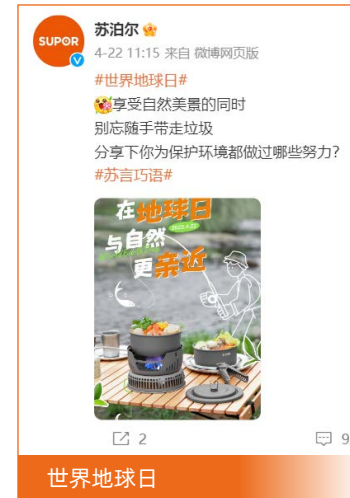 SUPOR
苏泊尔
4-22 11:15 来自 微博网页版
#世界地球日#
享受自然美景的同时
别忘随手带走垃圾
分享下你为保护环境都做过哪些努力?
#苏言巧语#
在地球日
与自然
更亲近
2
9
世界地球日